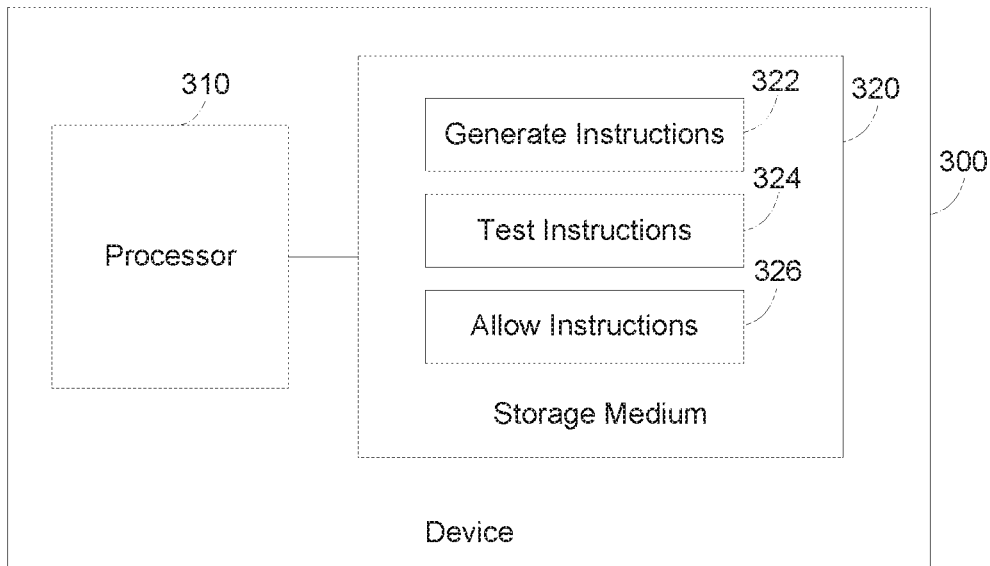 310
322
320
Generate Instructions
300
324
Test Instructions
Processor
326
Allow Instructions
Storage Medium
Device